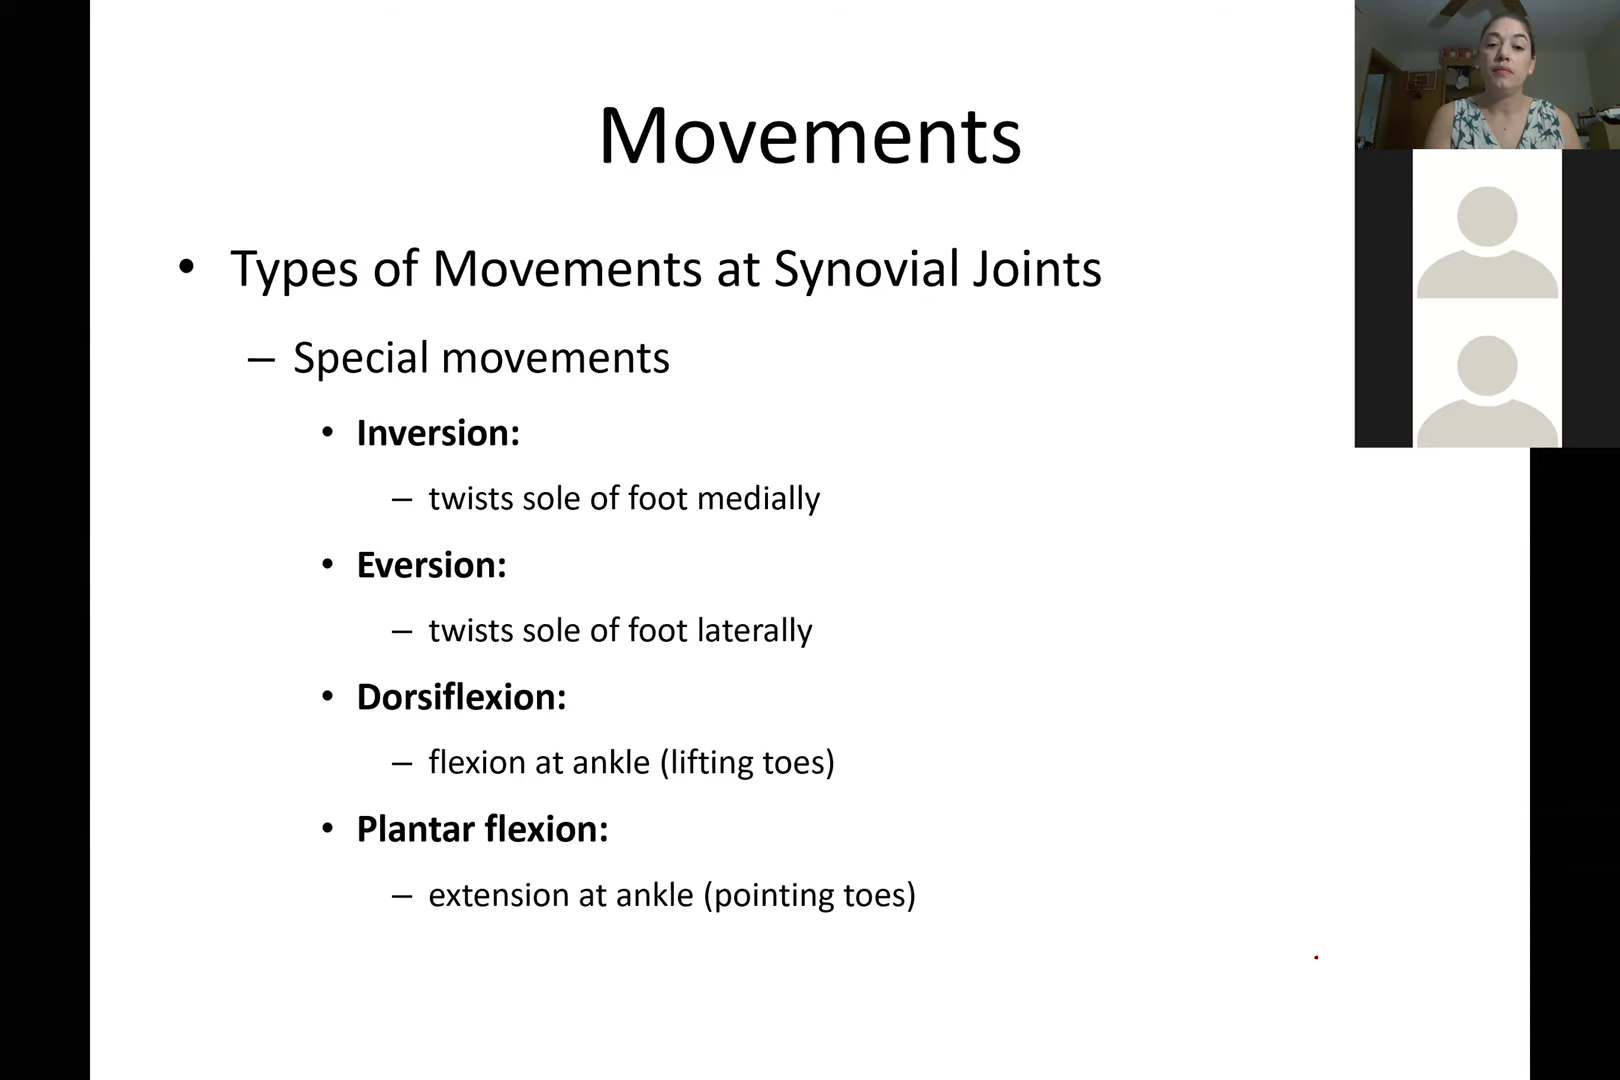 Movements
• Types of Movements at Synovial Joints
– Special movements
• Inversion:
– twists sole of foot medially
• Eversion:
– twists sole of foot laterally
• Dorsiflexion:
– flexion at ankle (lifting toes)
• Plantar flexion:
– extension at ankle (pointing toes)